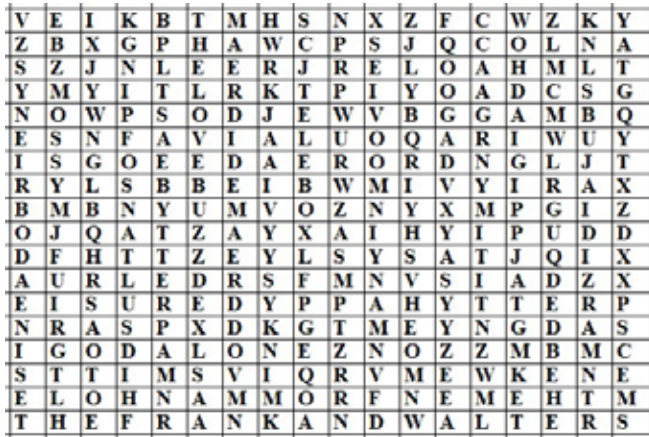 V E I K B T M H S N X Z F C W Z K Y
Z B X G P H A W C P S J Q C O L N A
S Z J N L E E R J R E L O A H M L T
Y M Y I T L R K T P I Y O A D C S G
N O W P S O D J E W V B G G A M B Q
E S N F A V I A L U O Q A R I W U Y
I S G O E E D A E R O R D N G L J T
R Y L S B B E I B W M I V Y I R A X
B M B N Y U M V O Z N Y X M P G I Z
O J Q A T Z A Y X A I H Y I P U D D
D F H T T Z E Y L S Y S A T J Q I X
A U R L E D R S F M N V S I A D Z X
E I S U R E D Y P P A H Y T T E R P
N R A S P X D K G T M E Y N G D A S
I G O D A L O N E Z N O Z Z M B M C
S T T I M S V I Q R V M E W K E N E
E L O H N A M M O R F N E M E H T M
T H E F R A N K A N D W A L T E R S